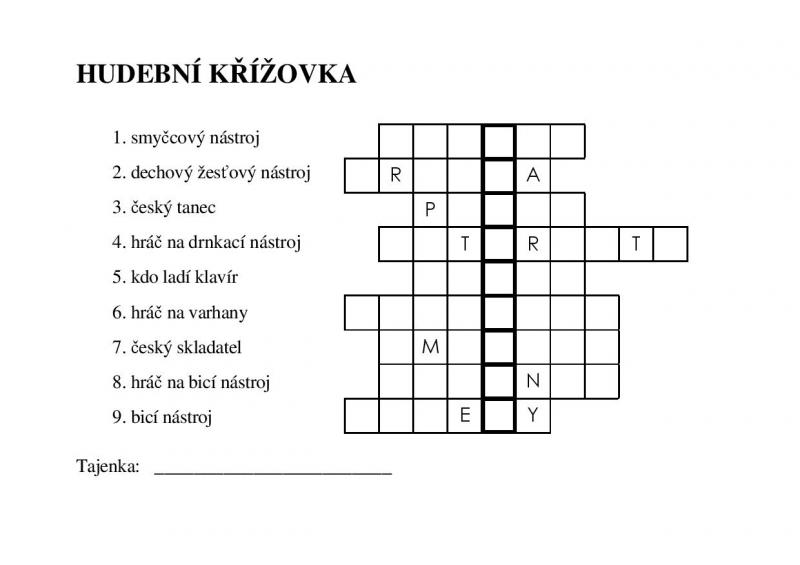 HUDEBNÍ KŘÍŽOVKA
1. smyčcový nástroj
2. dechový žesťový nástroj
R A
3. český tanec
P
4. hráč na drnkací nástroj
T R T
5. kdo ladí klavír
6. hráč na varhany
7. český skladatel
M
8. hráč na bicí nástroj
N
9. bicí nástroj
E Y
Tajenka: __________________________